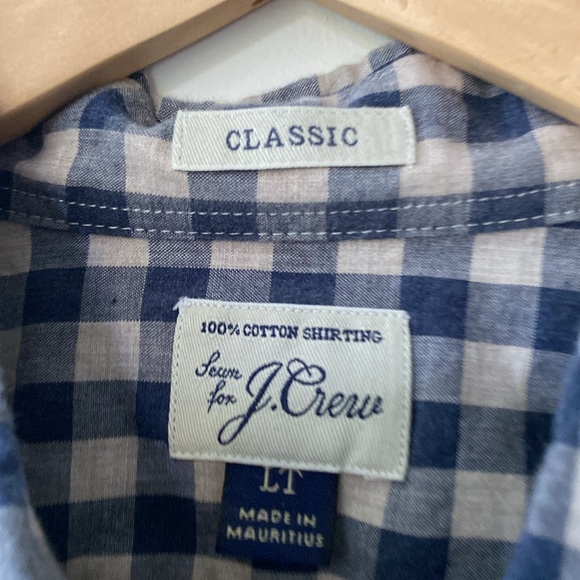 CLASSIC
100% COTTON SHIRTING
Sewn
for J.Crew
LT
MADE IN
MAURITIUS